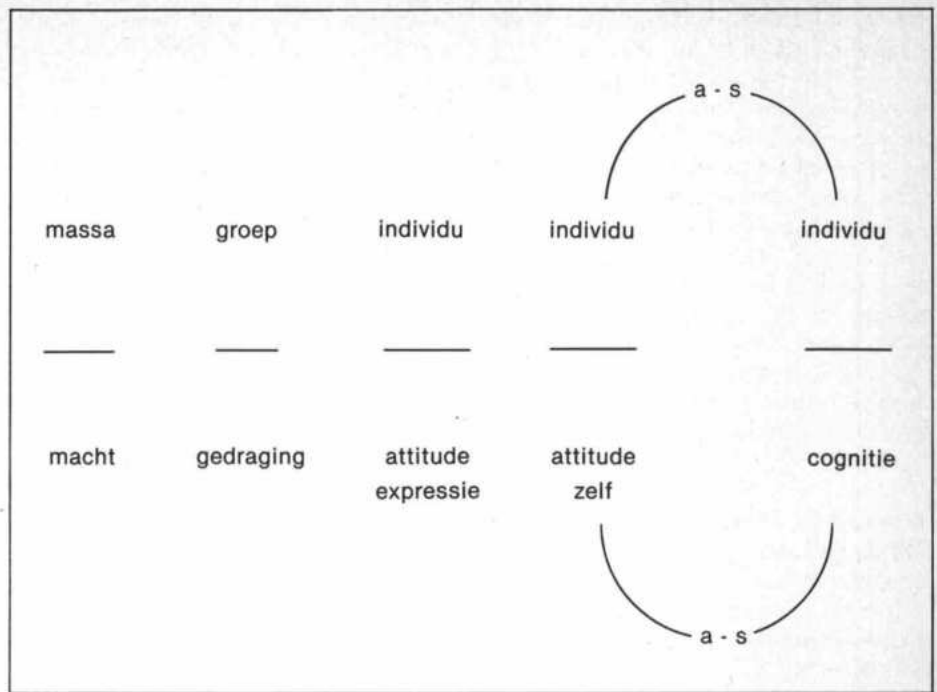 a - s
massa groep individu individu individu
macht gedraging attitude attitude cognitie
expressie zelf
a - s